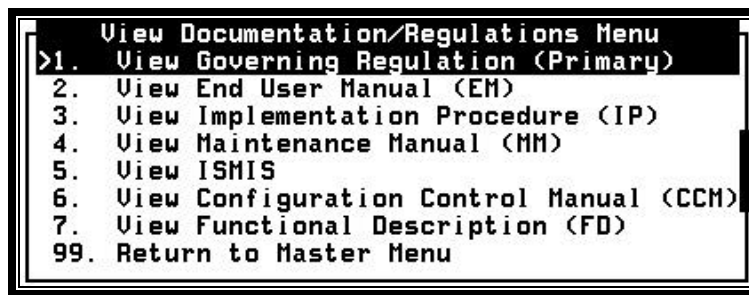 View Documentation/Regulations Menu
>1. View Governing Regulation (Primary)
2. View End User Manual (EM)
3. View Implementation Procedure (IP)
4. View Maintenance Manual (MM)
5. View ISMIS
6. View Configuration Control Manual (CCM)
7. View Functional Description (FD)
99. Return to Master Menu